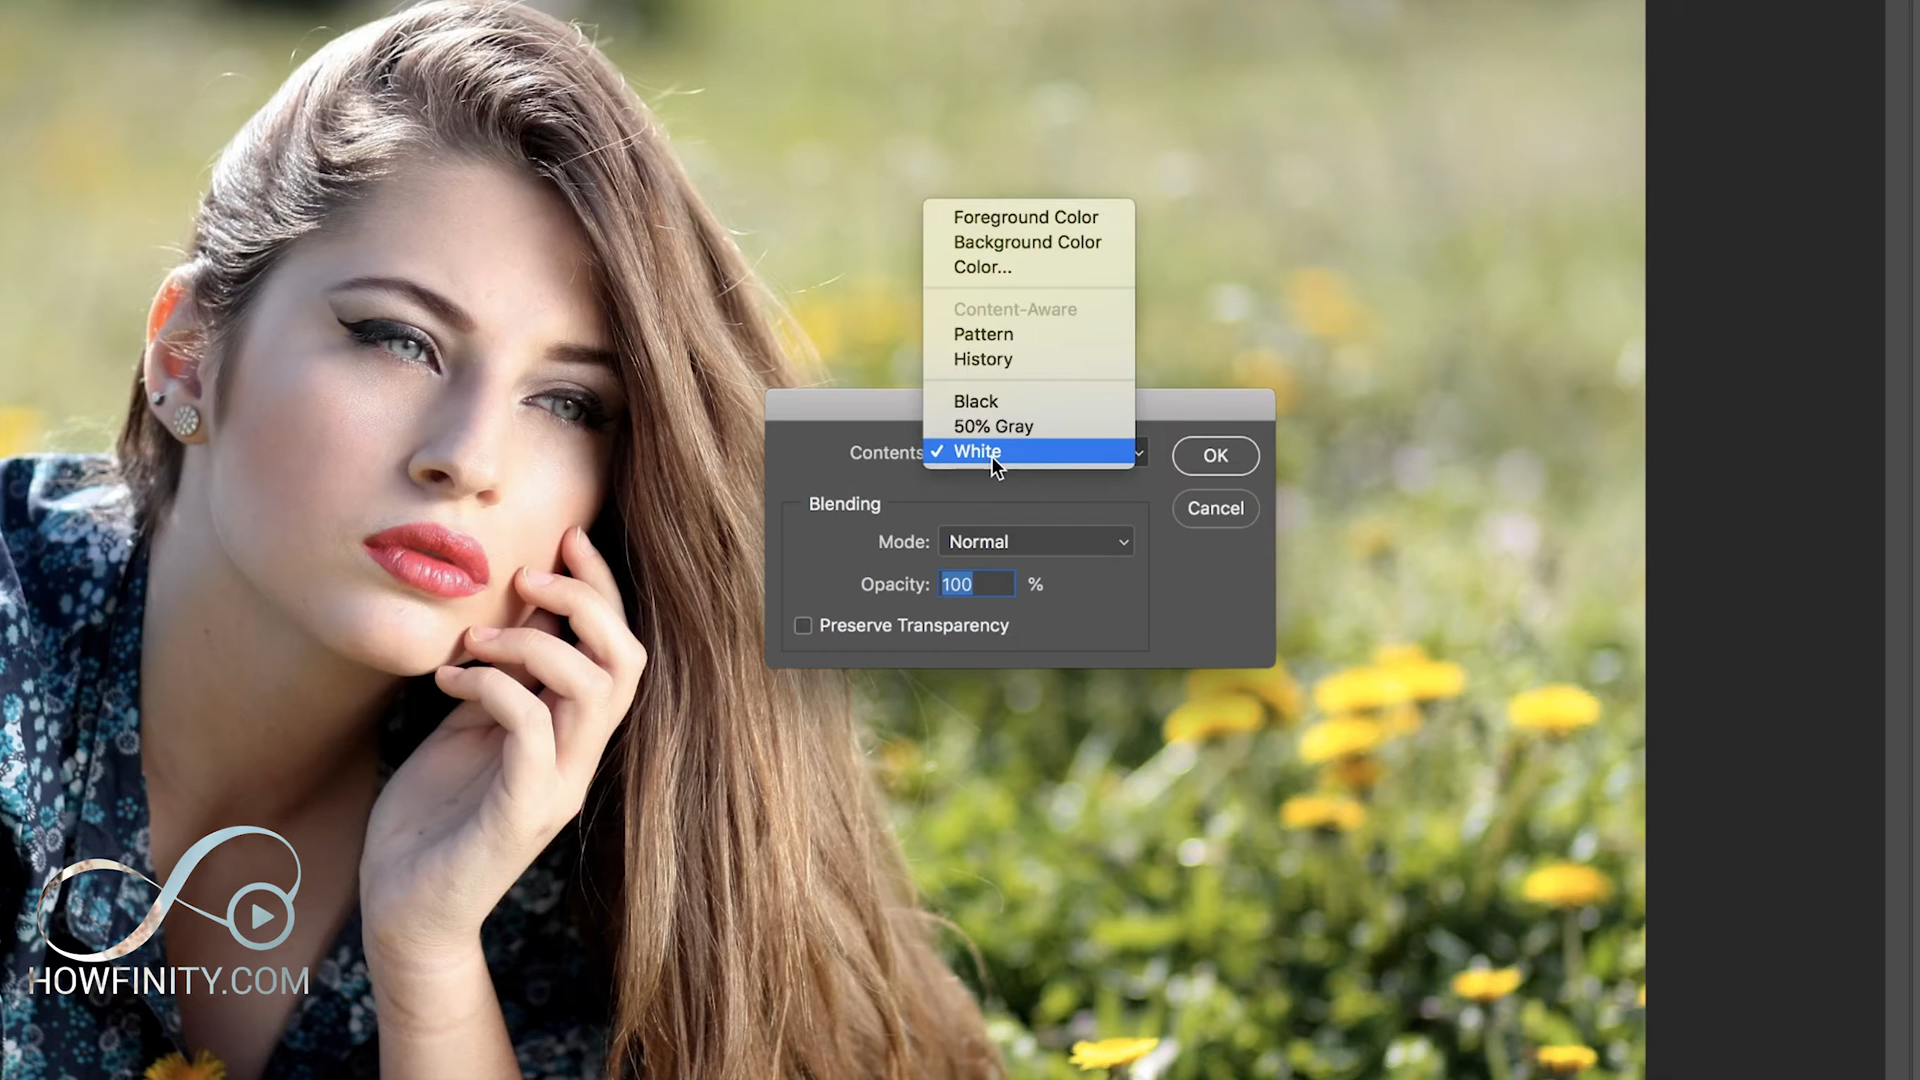 Foreground Color
Background Color
Color...
Content-Aware
Pattern
History
Black
50% Gray
Contents ✓ White
OK
Blending
Cancel
Mode: Normal
Opacity: 100 %
Preserve Transparency
HOWFINITY.COM